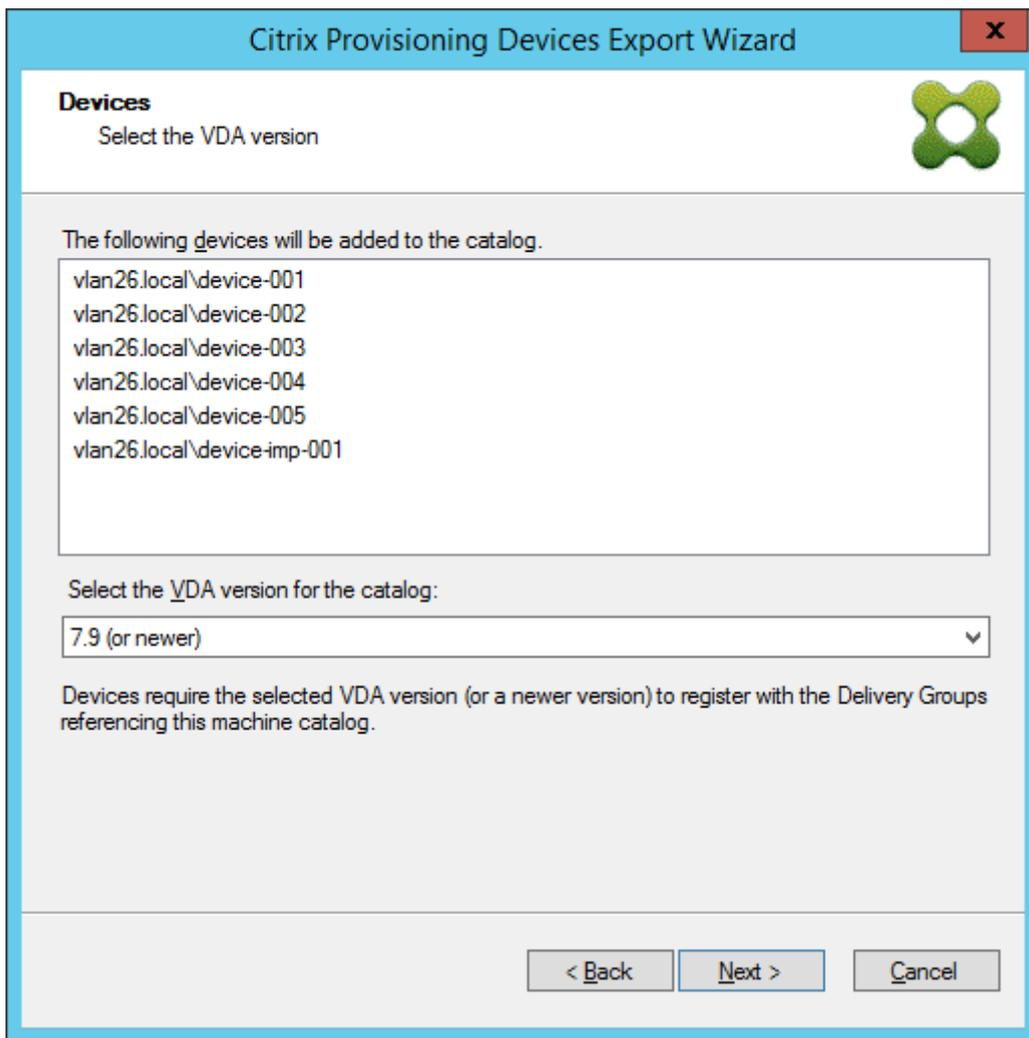 Citrix Provisioning Devices Export Wizard
x
Devices
Select the VDA version
The following devices will be added to the catalog.
vlan26.local\device-001
vlan26.local\device-002
vlan26.local\device-003
vlan26.local\device-004
vlan26.local\device-005
vlan26.local\device-imp-001
Select the VDA version for the catalog:
7.9 (or newer)
Devices require the selected VDA version (or a newer version) to register with the Delivery Groups
referencing this machine catalog.
< Back Next > Cancel